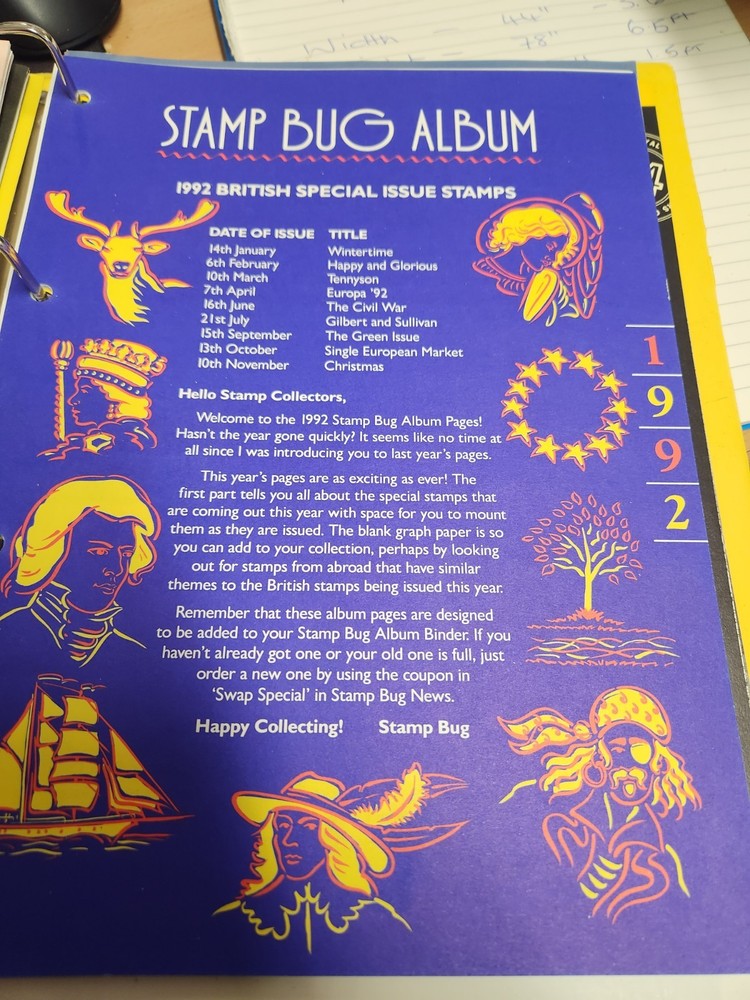 Width — 44"
78"
6.5 Ft
1.5 Ft
STAMP BUG ALBUM
1992 BRITISH SPECIAL ISSUE STAMPS
DATE OF ISSUE TITLE
14th January Wintertime
6th February Happy and Glorious
10th March Tennyson
7th April Europa '92
16th June The Civil War
21st July Gilbert and Sullivan
15th September The Green Issue
13th October Single European Market
10th November Christmas
Hello Stamp Collectors,
Welcome to the 1992 Stamp Bug Album Pages!
Hasn't the year gone quickly? It seems like no time at
all since I was introducing you to last year's pages.
This year's pages are as exciting as ever! The
first part tells you all about the special stamps that
are coming out this year with space for you to mount
them as they are issued. The blank graph paper is so
you can add to your collection, perhaps by looking
out for stamps from abroad that have similar
themes to the British stamps being issued this year.
Remember that these album pages are designed
to be added to your Stamp Bug Album Binder. If you
haven't already got one or your old one is full, just
order a new one by using the coupon in
'Swap Special' in Stamp Bug News.
Happy Collecting! Stamp Bug
1
9
9
2